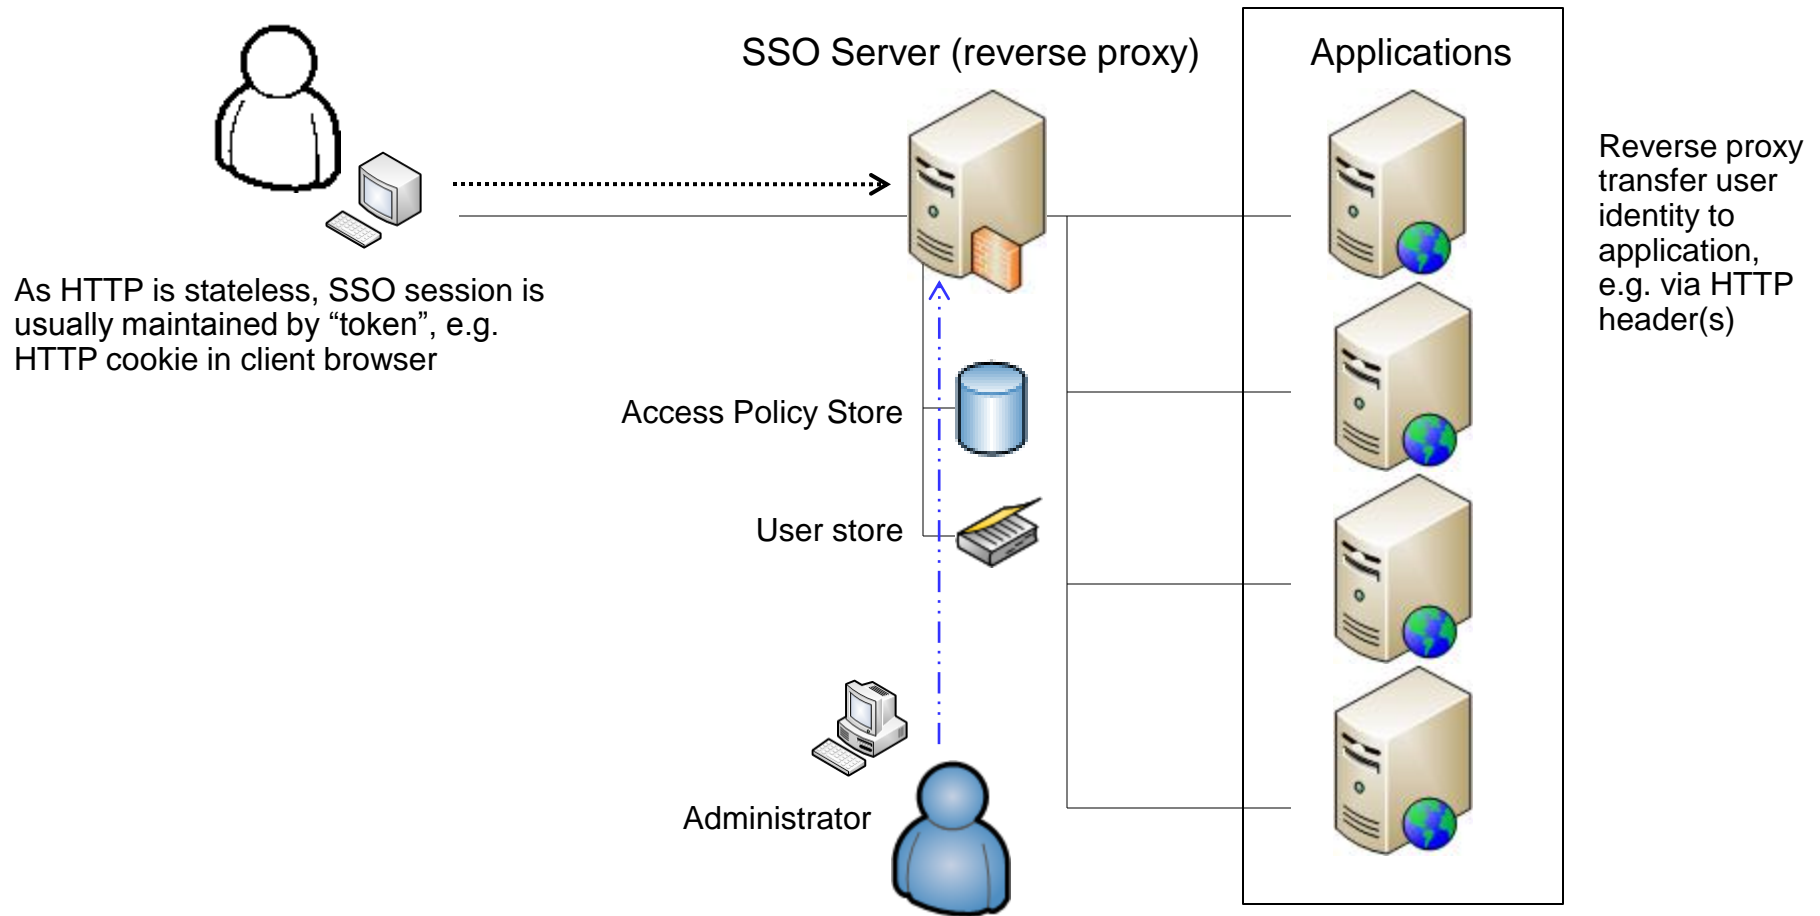 SSO Server (reverse proxy)
Applications
Reverse proxy
transfer user
identity to
application,
e.g. via HTTP
header(s)
As HTTP is stateless, SSO session is
usually maintained by “token”, e.g.
HTTP cookie in client browser
Access Policy Store
User store
Administrator